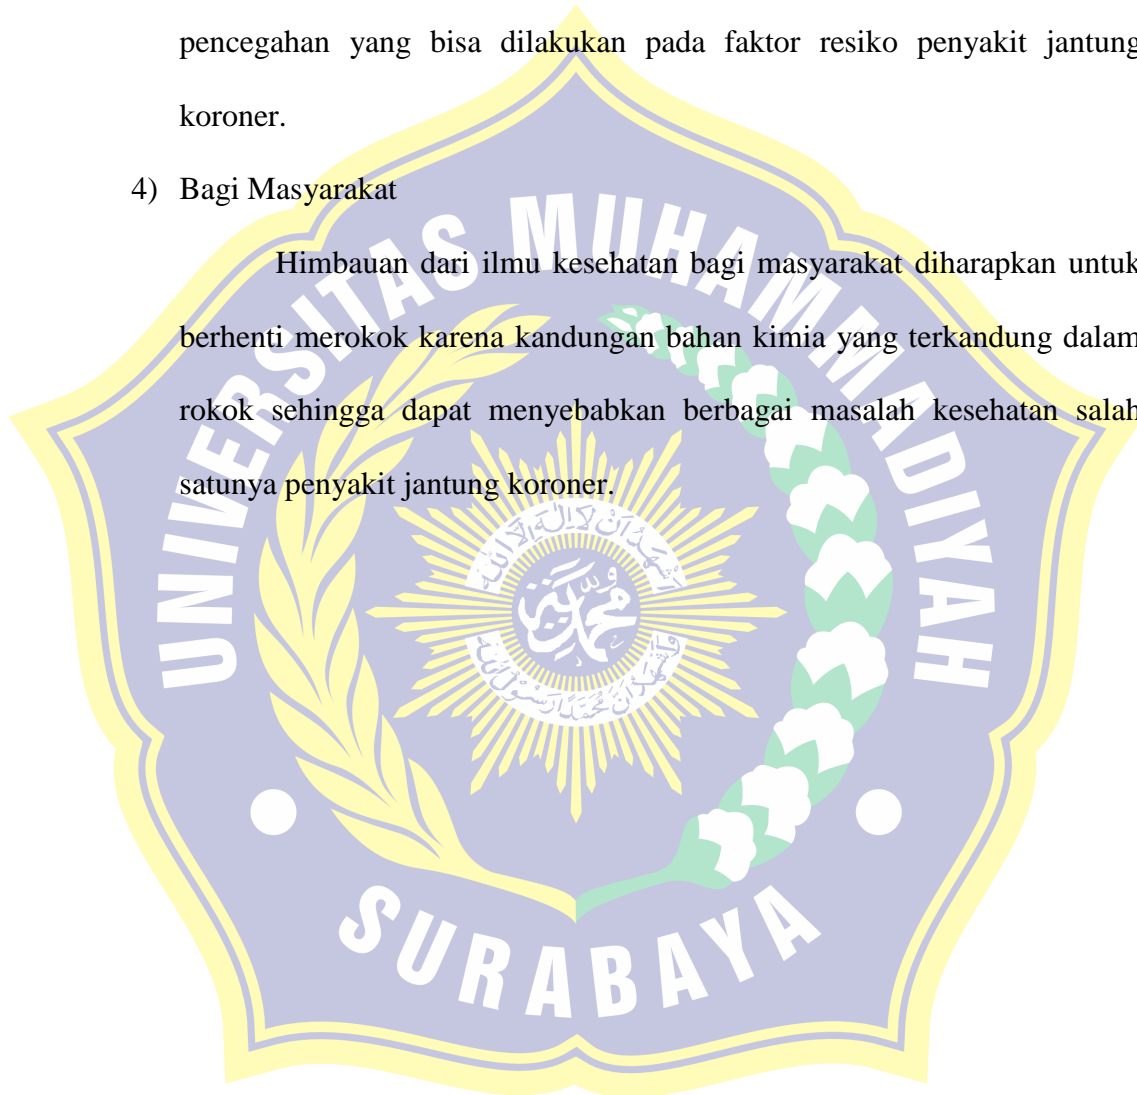 pencegahan yang bisa dilakukan pada faktor resiko penyakit jantung
koroner.
4) Bagi Masyarakat
Himbauan dari ilmu kesehatan bagi masyarakat diharapkan untuk
berhenti merokok karena kandungan bahan kimia yang terkandung dalam
rokok sehingga dapat menyebabkan berbagai masalah kesehatan salah
satunya penyakit jantung koroner.
UNIVERSITAS MUHAMMADIYAH
أَشْهَدُ أَنْ لَا إِلٰهَ إِلَّا اللّٰهُ
مُحَمَّدِيَّة
وَأَشْهَدُ أَنَّ مُحَمَّدًا رَسُوْلُ اللّٰهِ
SURABAYA